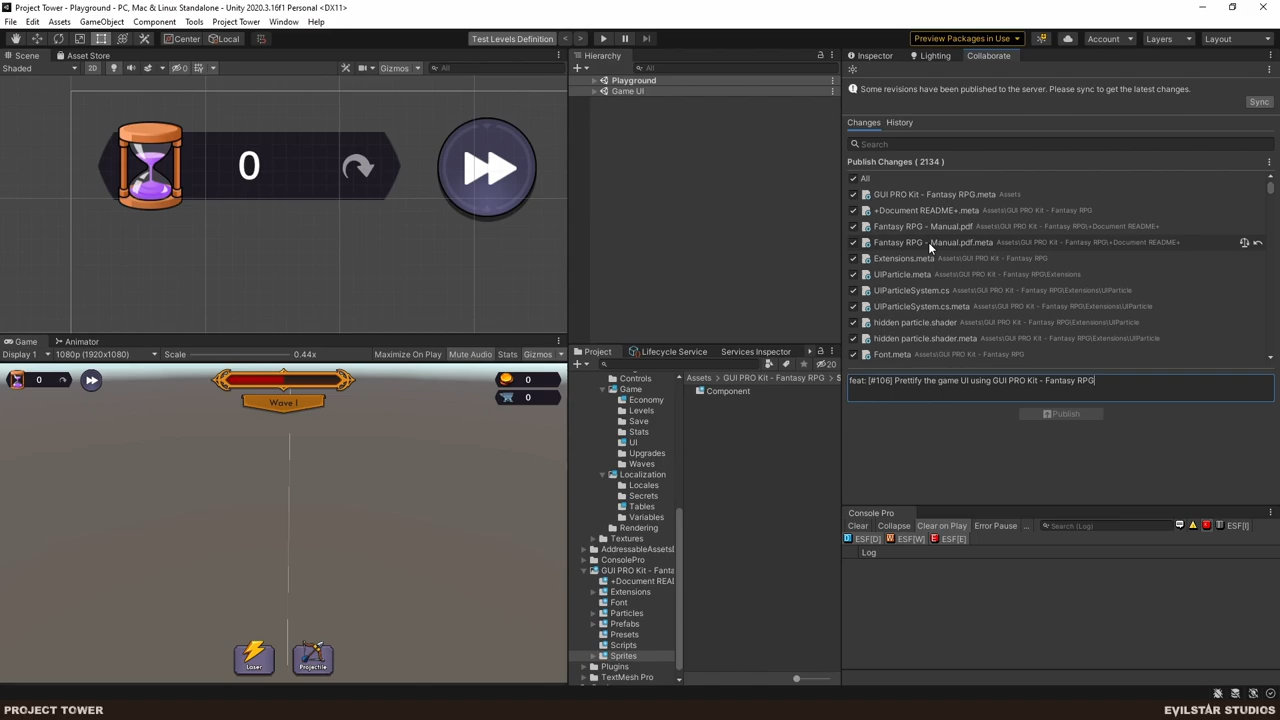 Project Tower - Playground - PC, Mac & Linux Standalone - Unity 2020.3.16f1 Personal <DX11>
File Edit Assets GameObject Component Tools Project Tower Window Help
Center Local Test Levels Definition Preview Packages in Use Account Layers Layout
Scene Asset Store
Shaded 2D 0 Gizmos All
0
Hierarchy
All
Playground
Game UI
Inspector Lighting Collaborate
Some revisions have been published to the server. Please sync to get the latest changes.
Sync
Changes History
Search
Publish Changes ( 2134 )
All
GUI PRO Kit - Fantasy RPG.meta Assets
+Document README+.meta Assets\GUI PRO Kit - Fantasy RPG
Fantasy RPG - Manual.pdf Assets\GUI PRO Kit - Fantasy RPG\+Document README+
Fantasy RPG - Manual.pdf.meta Assets\GUI PRO Kit - Fantasy RPG\+Document README+
Extensions.meta Assets\GUI PRO Kit - Fantasy RPG
UIParticle.meta Assets\GUI PRO Kit - Fantasy RPG\Extensions
UIParticleSystem.cs Assets\GUI PRO Kit - Fantasy RPG\Extensions\UIParticle
UIParticleSystem.cs.meta Assets\GUI PRO Kit - Fantasy RPG\Extensions\UIParticle
hidden particle.shader Assets\GUI PRO Kit - Fantasy RPG\Extensions\UIParticle
hidden particle.shader.meta Assets\GUI PRO Kit - Fantasy RPG\Extensions\UIParticle
Font.meta Assets\GUI PRO Kit - Fantasy RPG
feat: [#106] Prettify the game UI using GUI PRO Kit - Fantasy RPG
Publish
Game Animator
Display 1 1080p (1920x1080) Scale 0.44x Maximize On Play Mute Audio Stats Gizmos
0 0
0
Wave 1
Laser Projectile
Project Lifecycle Service Services Inspector
20
Controls
Game
Economy
Levels
Save
Stats
UI
Upgrades
Waves
Localization
Locales
Secrets
Tables
Variables
Rendering
Textures
AddressableAssetsD
ConsolePro
GUI PRO Kit - Fanta
+Document REAL
Extensions
Font
Particles
Prefabs
Presets
Scripts
Sprites
Plugins
TextMesh Pro
Assets > GUI PRO Kit - Fantasy RPG > S
Component
Console Pro
Clear Collapse Clear on Play Error Pause ... Search (Log) ESF[I]
ESF[D] ESF[W] ESF[E]
Log
PROJECT TOWER EVILSTAR STUDIOS